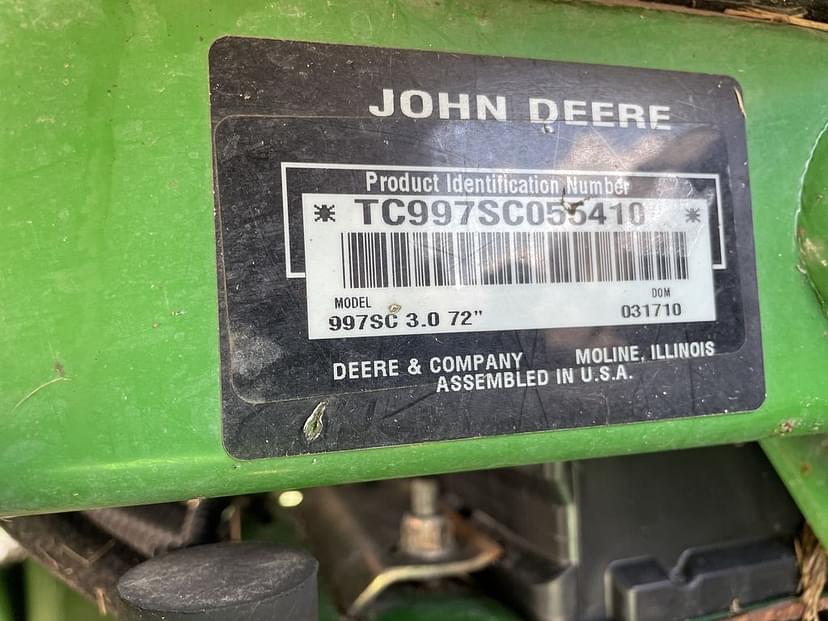 JOHN DEERE
Product Identification Number
* TC997SC055410 *
MODEL
DOM
997SC 3.0 72"
031710
DEERE & COMPANY MOLINE, ILLINOIS
ASSEMBLED IN U.S.A.